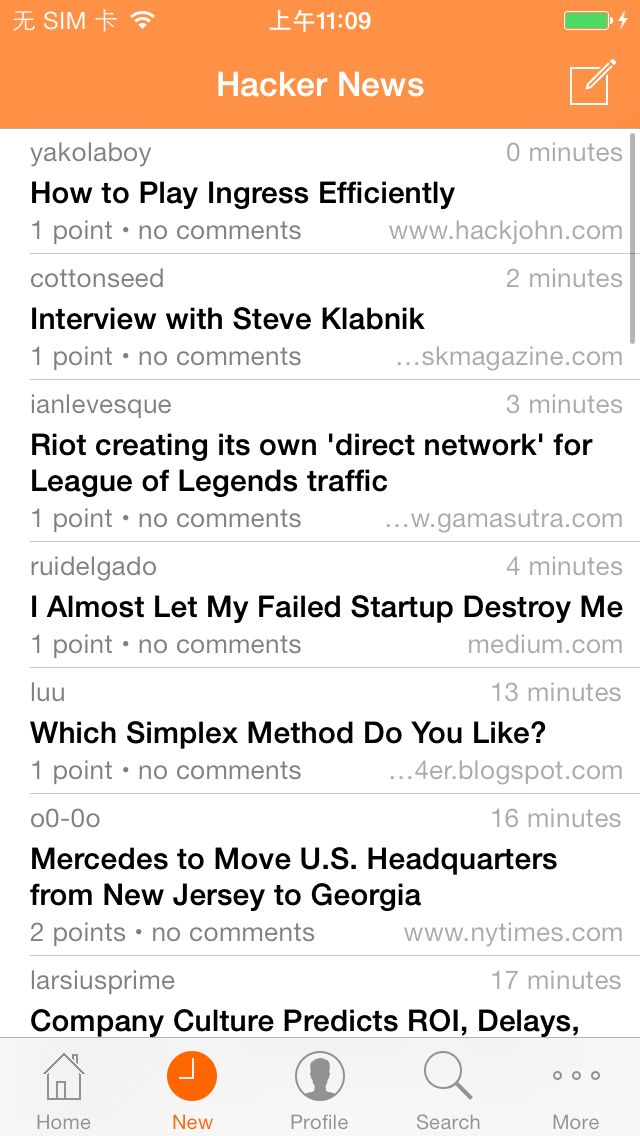 无 SIM 卡 上午11:09
Hacker News
yakolaboy 0 minutes
How to Play Ingress Efficiently
1 point • no comments www.hackjohn.com
cottonseed 2 minutes
Interview with Steve Klabnik
1 point • no comments …skmagazine.com
ianlevesque 3 minutes
Riot creating its own 'direct network' for
League of Legends traffic
1 point • no comments …w.gamasutra.com
ruidelgado 4 minutes
I Almost Let My Failed Startup Destroy Me
1 point • no comments medium.com
luu 13 minutes
Which Simplex Method Do You Like?
1 point • no comments …4er.blogspot.com
o0-0o 16 minutes
Mercedes to Move U.S. Headquarters
from New Jersey to Georgia
2 points • no comments www.nytimes.com
larsiusprime 17 minutes
Company Culture Predicts ROI, Delays,
Home New Profile Search More